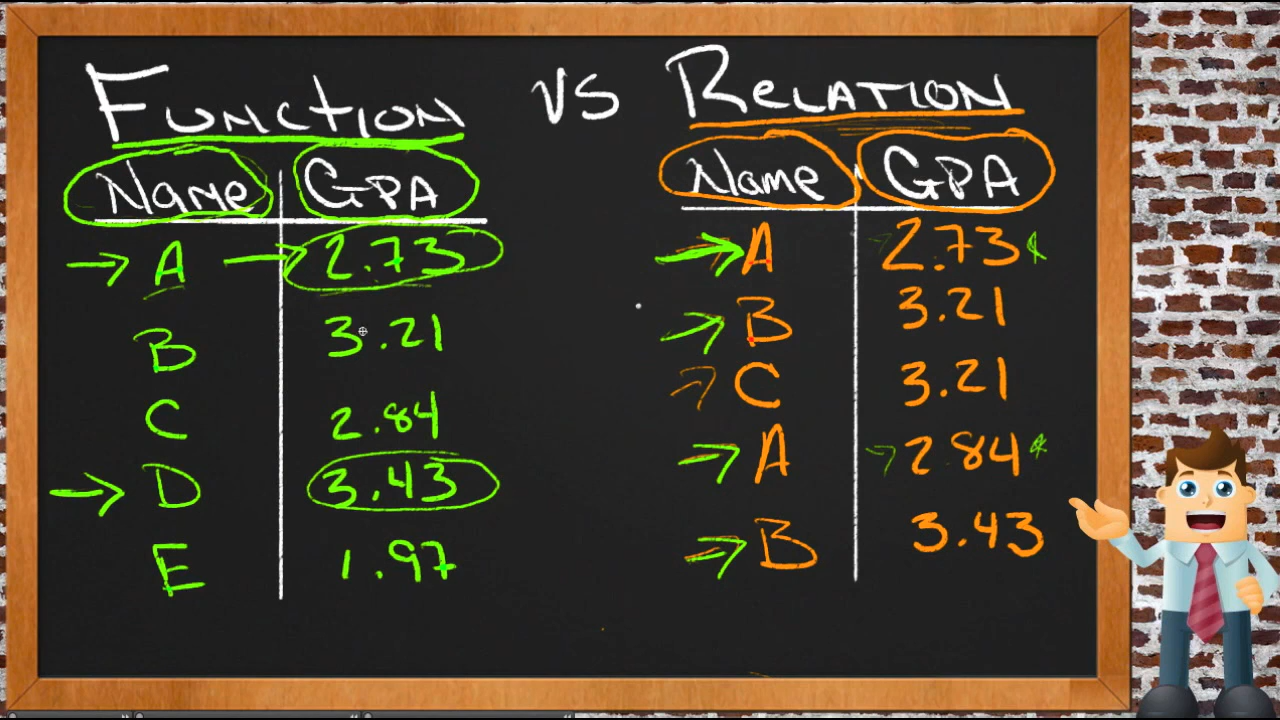 Function vs Relation
Name GPA
A 2.73
B 3.21
C 2.84
D 3.43
E 1.97
Name GPA
A 2.73
B 3.21
C 3.21
A 2.84
B 3.43